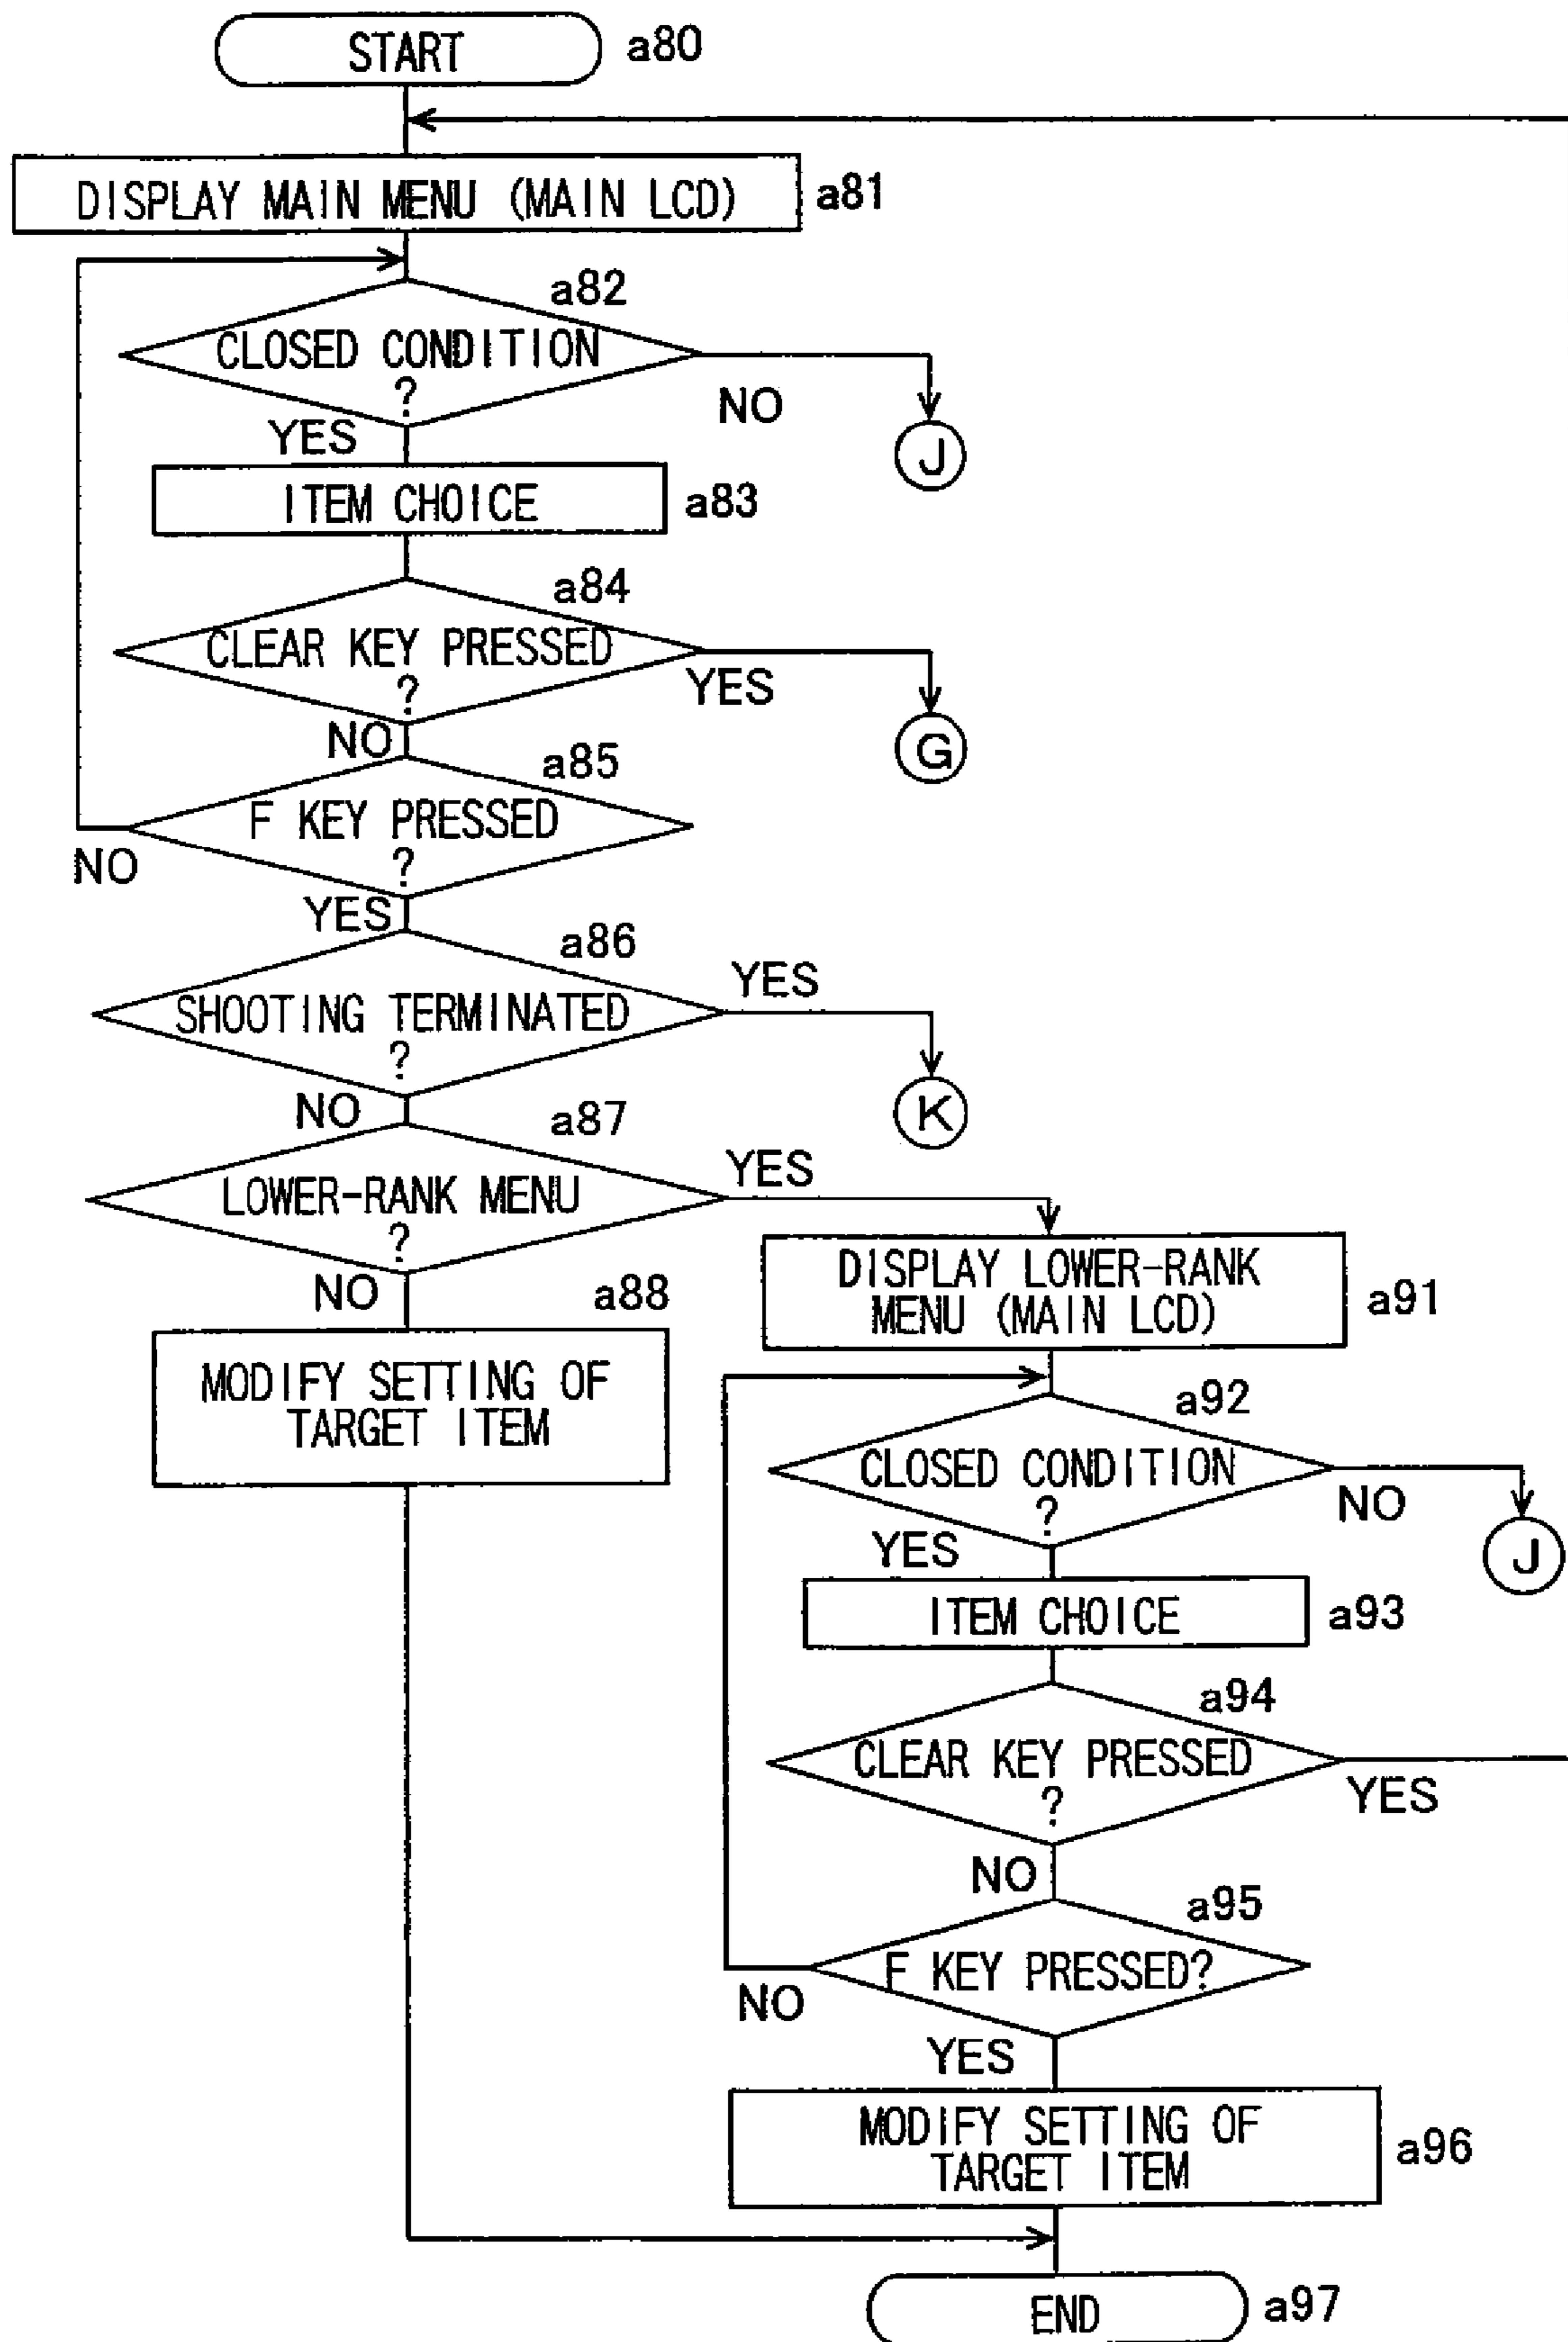 START
a80
DISPLAY MAIN MENU (MAIN LCD)
a81
a82
CLOSED CONDITION
?
NO
YES
J
ITEM CHOICE
a83
a84
CLEAR KEY PRESSED
?
YES
NO
G
a85
F KEY PRESSED
?
NO
YES
a86
YES
SHOOTING TERMINATED
?
K
NO
a87
YES
LOWER-RANK MENU
?
NO
a88
MODIFY SETTING OF
TARGET ITEM
DISPLAY LOWER-RANK
MENU (MAIN LCD)
a91
a92
CLOSED CONDITION
?
NO
YES
J
ITEM CHOICE
a93
a94
CLEAR KEY PRESSED
?
YES
NO
a95
F KEY PRESSED?
NO
YES
MODIFY SETTING OF
TARGET ITEM
a96
END
a97